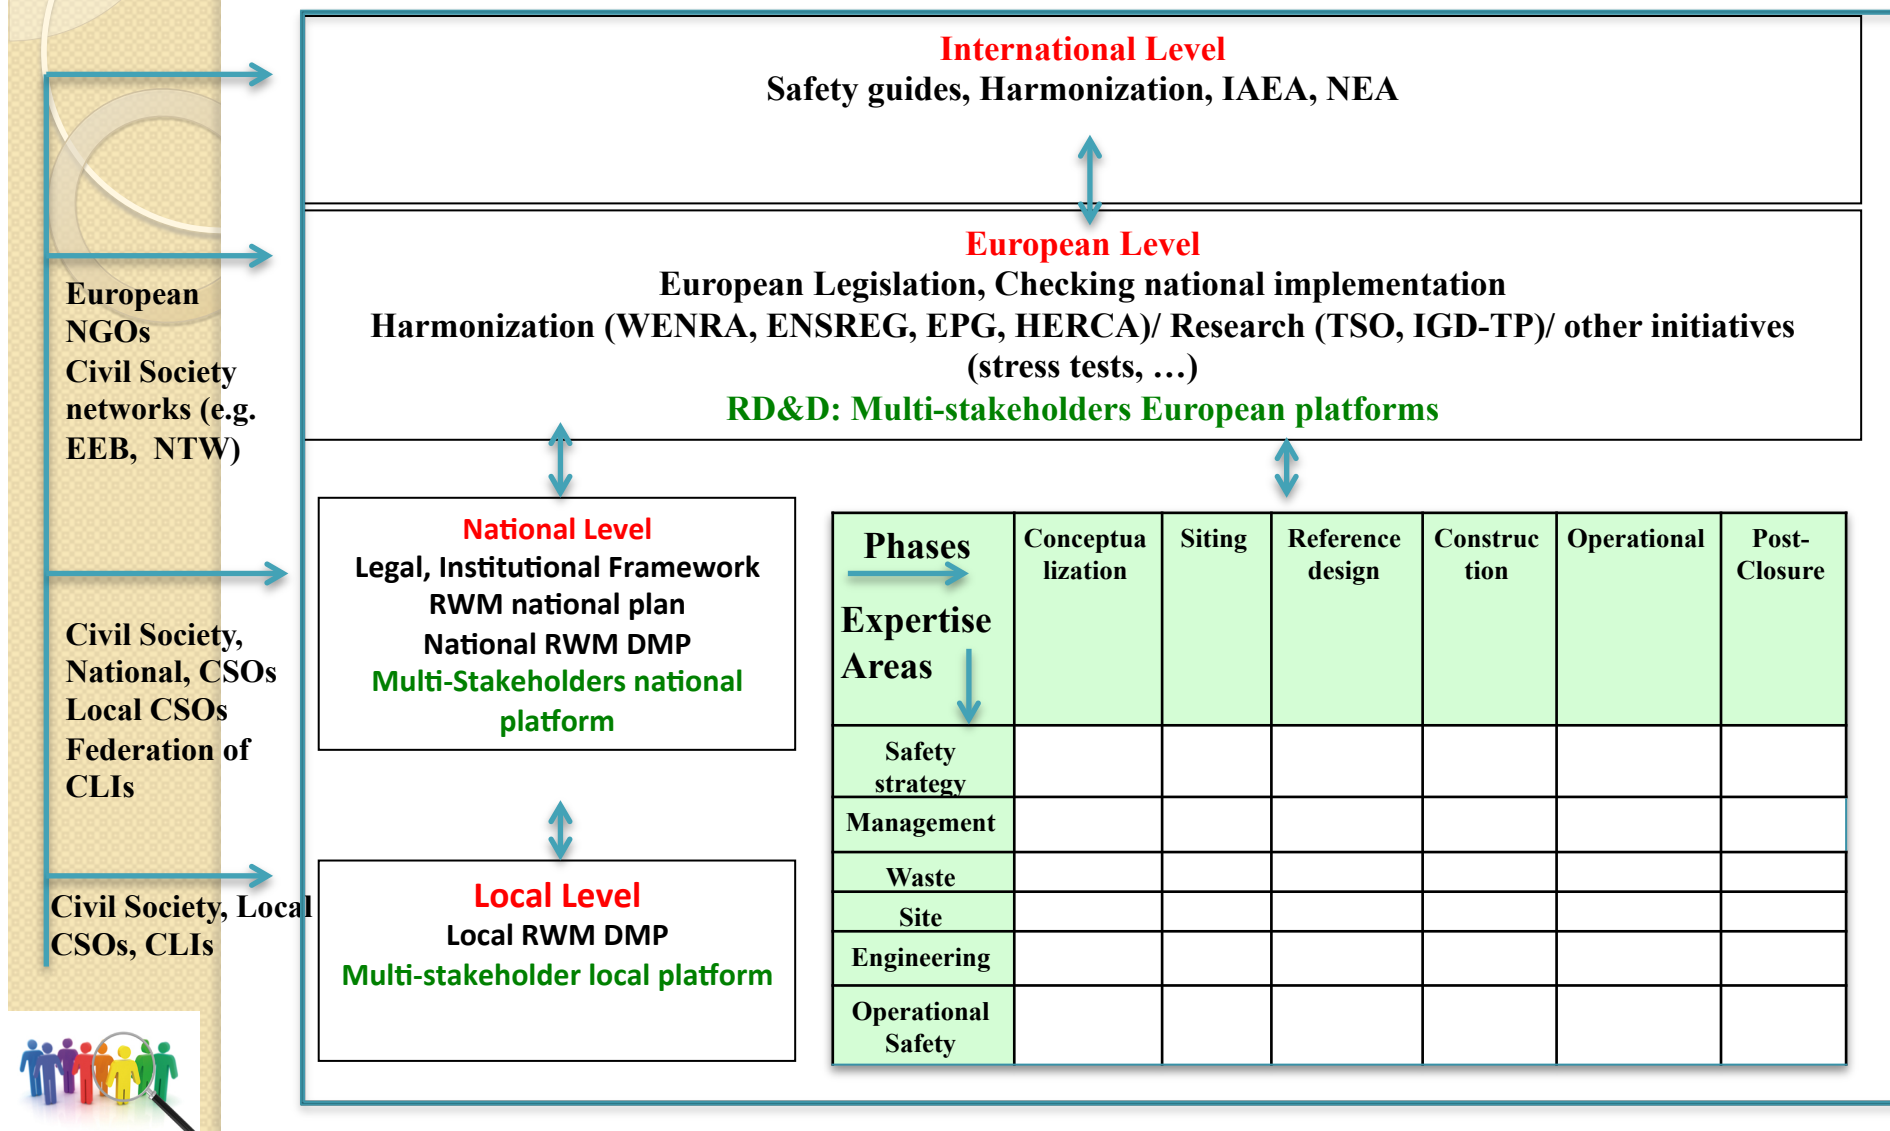 International Level
Safety guides, Harmonization, IAEA, NEA
European Level
European Legislation, Checking national implementation
Harmonization (WENRA, ENSREG, EPG, HERCA)/ Research (TSO, IGD-TP)/ other initiatives
(stress tests, …)
RD&D: Multi-stakeholders European platforms
European
NGOs
Civil Society
networks (e.g.
EEB,  NTW)
Civil Society,
National, CSOs
Local CSOs
Federation of
CLIs
Civil Society, Local
CSOs, CLIs
National Level
Legal, Institutional Framework
RWM national plan
National RWM DMP
Multi-Stakeholders national
platform
Local Level
Local RWM DMP
Multi-stakeholder local platform
Phases
Expertise
Areas
Conceptua
lization
Siting
Reference
design
Construc
tion
Operational
Post-
Closure
Safety
strategy
Management
Waste
Site
Engineering
Operational
Safety